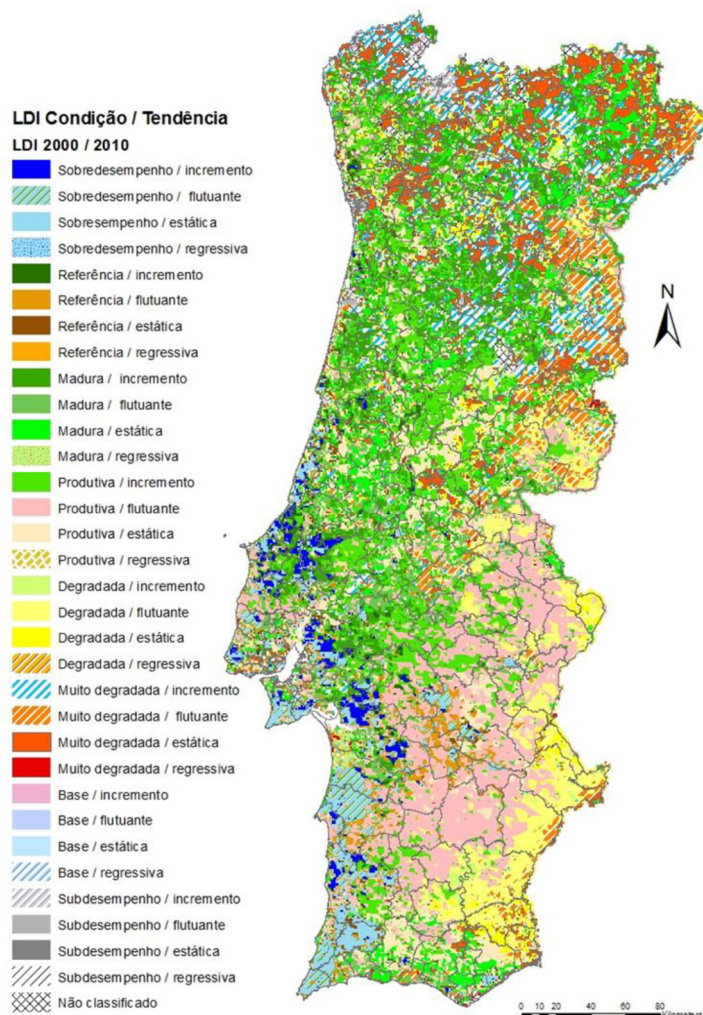 LDI Condição / Tendência
LDI 2000 / 2010
Sobredesempenho / incremento
Sobredesempenho / flutuante
Sobresempenho / estática
Sobredesempenho / regressiva
Referência / incremento
Referência / flutuante
Referência / estática
Referência / regressiva
Madura / incremento
Madura / flutuante
Madura / estática
Madura / regressiva
Produtiva / incremento
Produtiva / flutuante
Produtiva / estática
Produtiva / regressiva
Degradada / incremento
Degradada / flutuante
Degradada / estática
Degradada / regressiva
Muito degradada / incremento
Muito degradada / flutuante
Muito degradada / estática
Muito degradada / regressiva
Base / incremento
Base / flutuante
Base / estática
Base / regressiva
Subdesempenho / incremento
Subdesempenho / flutuante
Subdesempenho / estática
Subdesempenho / regressiva
Não classificado
N
0 10 20 40 60 80